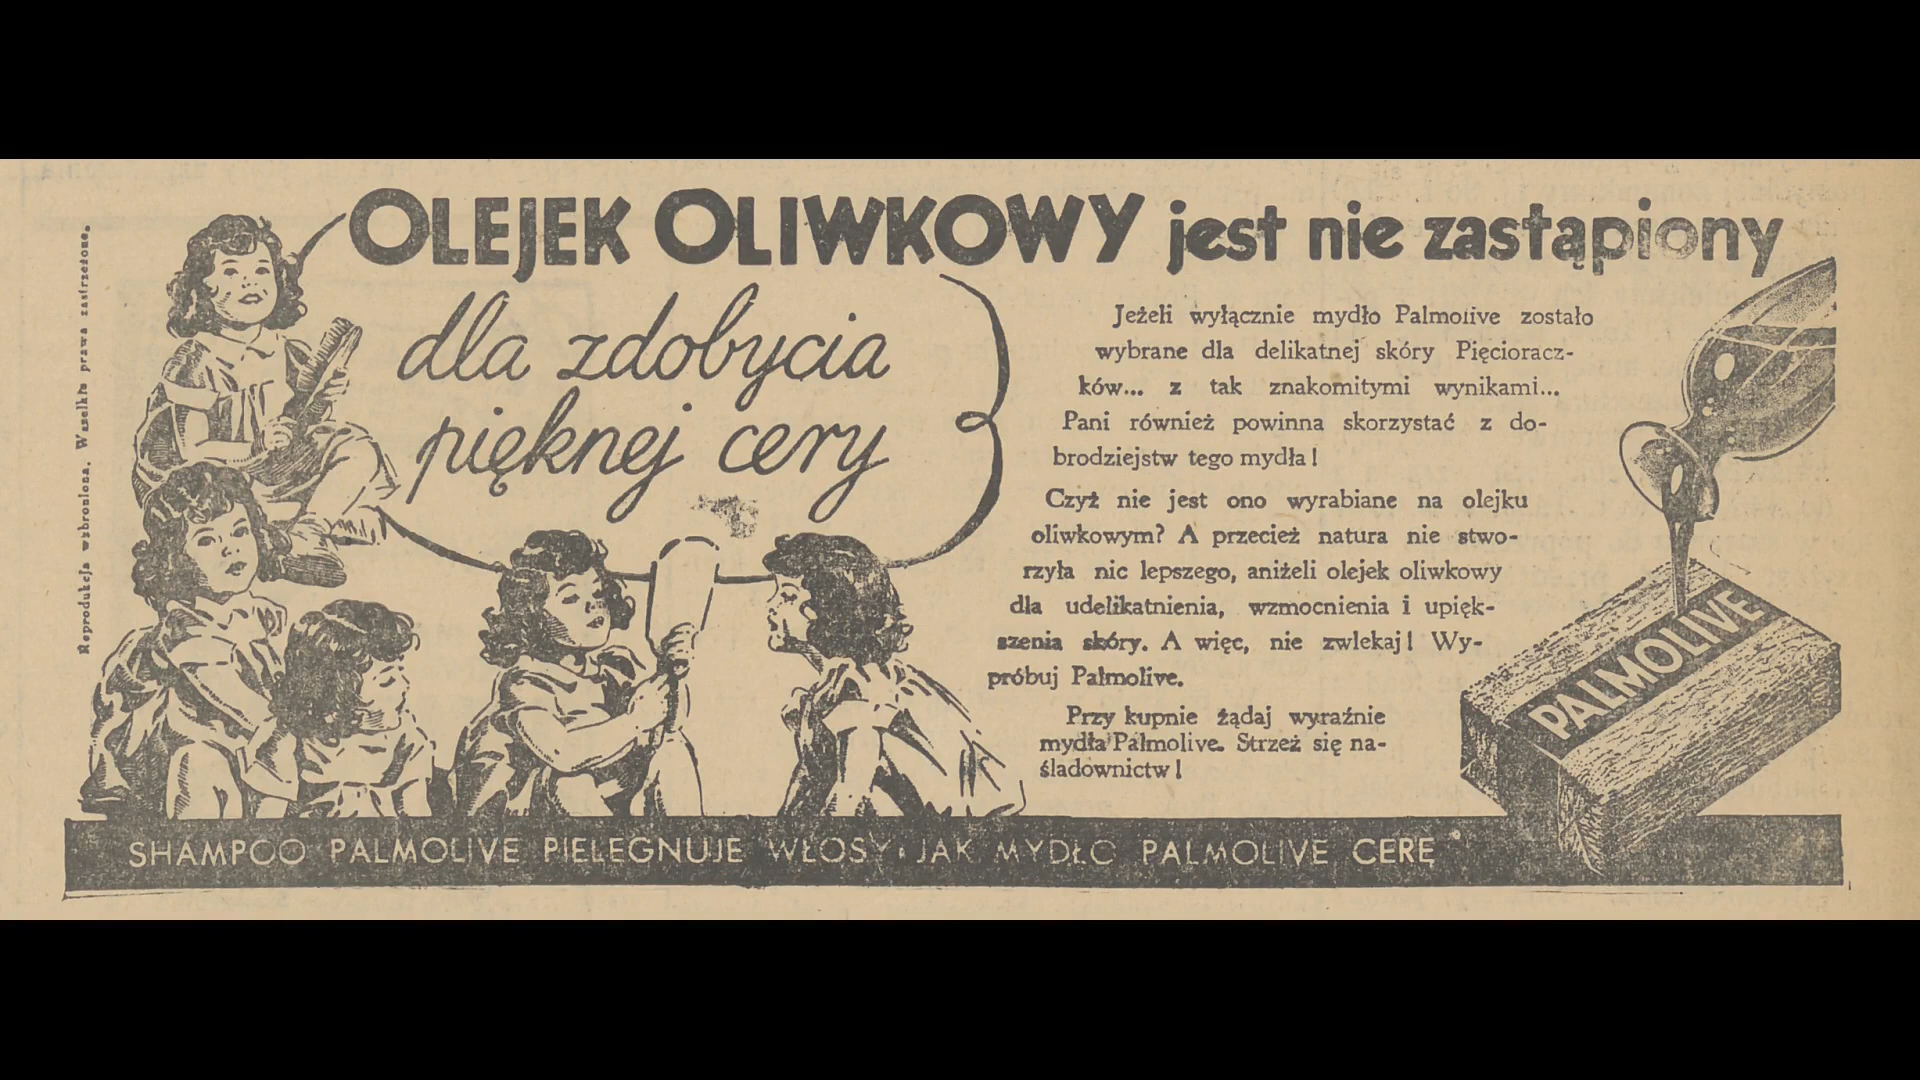 OLEJEK OLIWKOWY jest nie zastąpiony
dla zdobycia
pięknej cery
Jeżeli wyłącznie mydło Palmolive zostało
wybrane dla delikatnej skóry Pięcioracz-
ków... z tak znakomitymi wynikami...
Pani również powinna skorzystać z do-
brodziejstw tego mydła!
Czyż nie jest ono wyrabiane na olejku
oliwkowym? A przecież natura nie stwo-
rzyła nic lepszego, aniżeli olejek oliwkowy
dla udelikatnienia, wzmocnienia i upięk-
szenia skóry. A więc, nie zwlekaj! Wy-
próbuj Palmolive.
Przy kupnie żądaj wyraźnie
mydła Palmolive. Strzeż się na-
śladownictw!
PALMOLIVE
SHAMPOO PALMOLIVE PIELĘGNUJE WŁOSY, JAK MYDŁO PALMOLIVE CERĘ
Reprodukcja wzbroniona. Wszelkie prawa zastrzeżone.